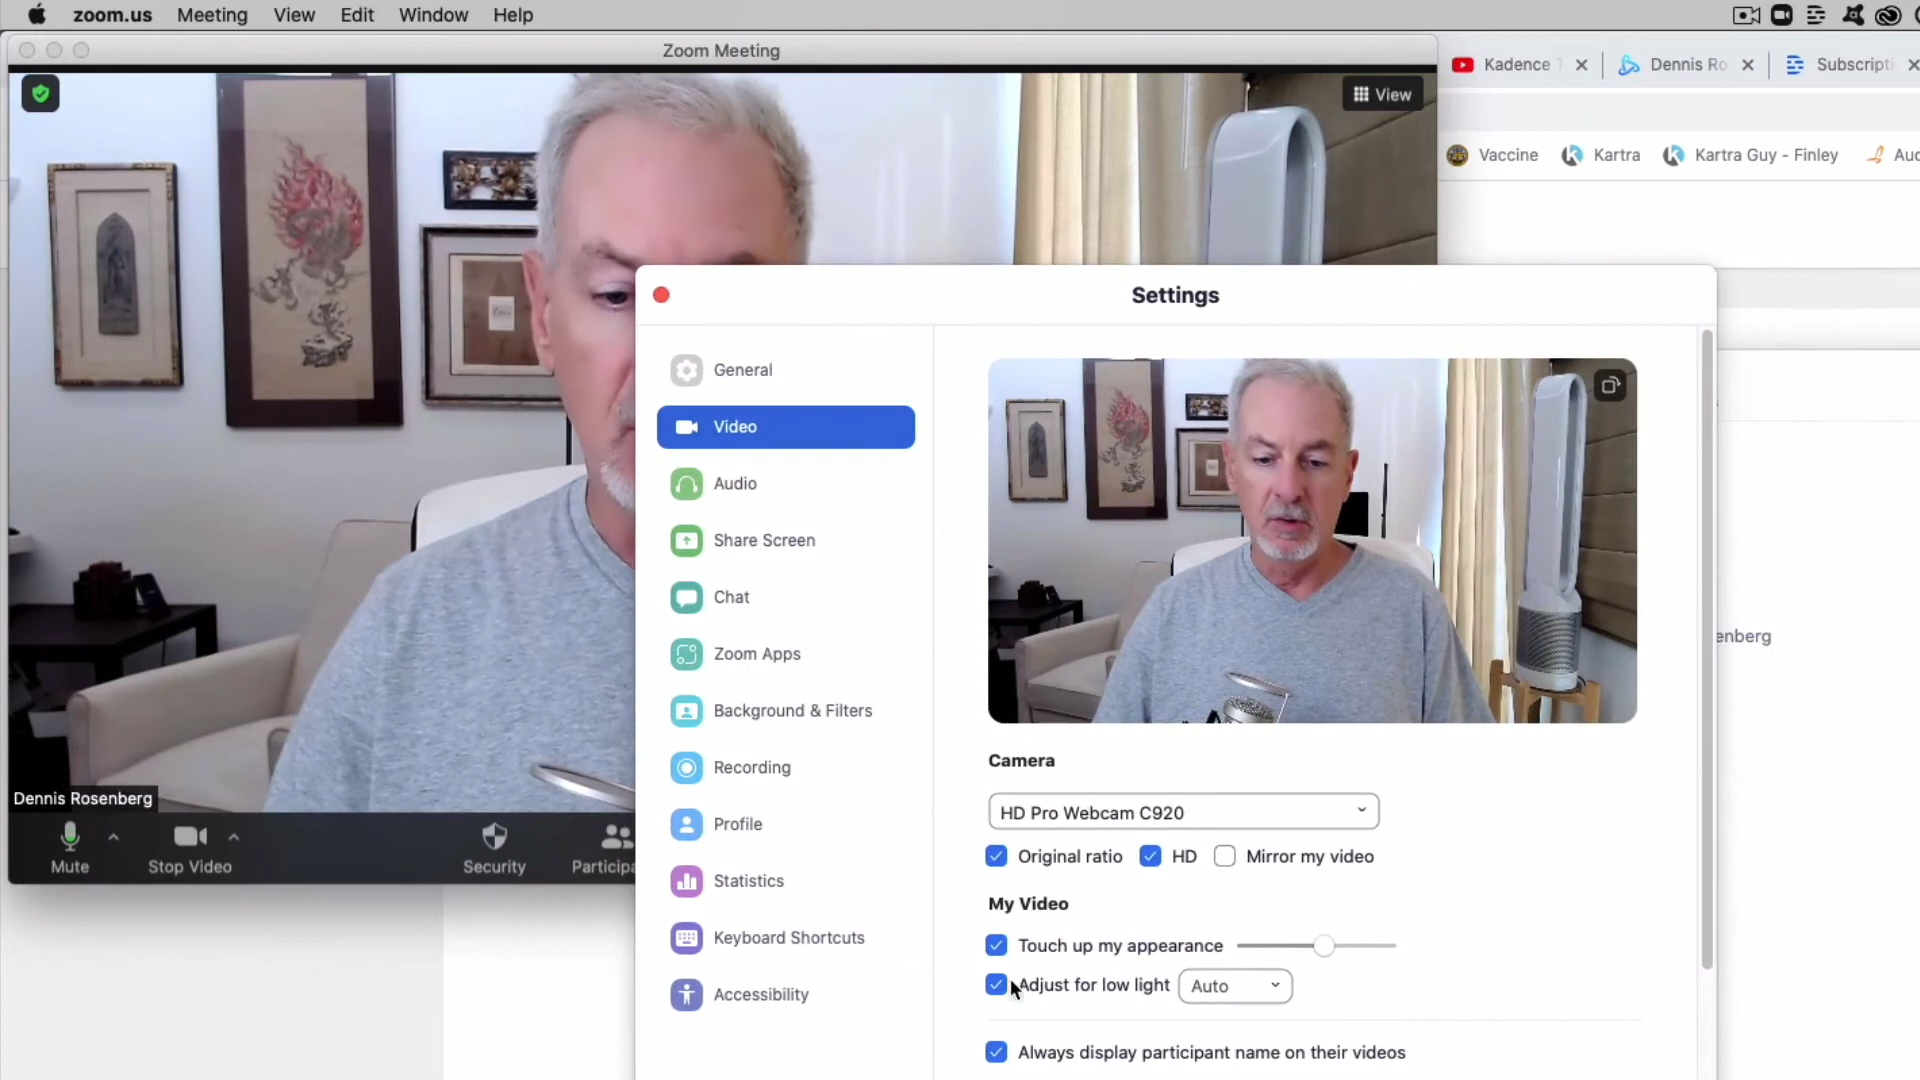 zoom.us Meeting View Edit Window Help
Zoom Meeting
View
Kadence
Dennis Ro
Subscripti
Vaccine
Kartra
Kartra Guy - Finley
Settings
General
Video
Audio
Share Screen
Chat
Zoom Apps
Background & Filters
Recording
Profile
Statistics
Keyboard Shortcuts
Accessibility
Camera
HD Pro Webcam C920
Original ratio HD Mirror my video
My Video
Touch up my appearance
Adjust for low light Auto
Always display participant name on their videos
enberg
Dennis Rosenberg
Mute
Stop Video
Security
Participa